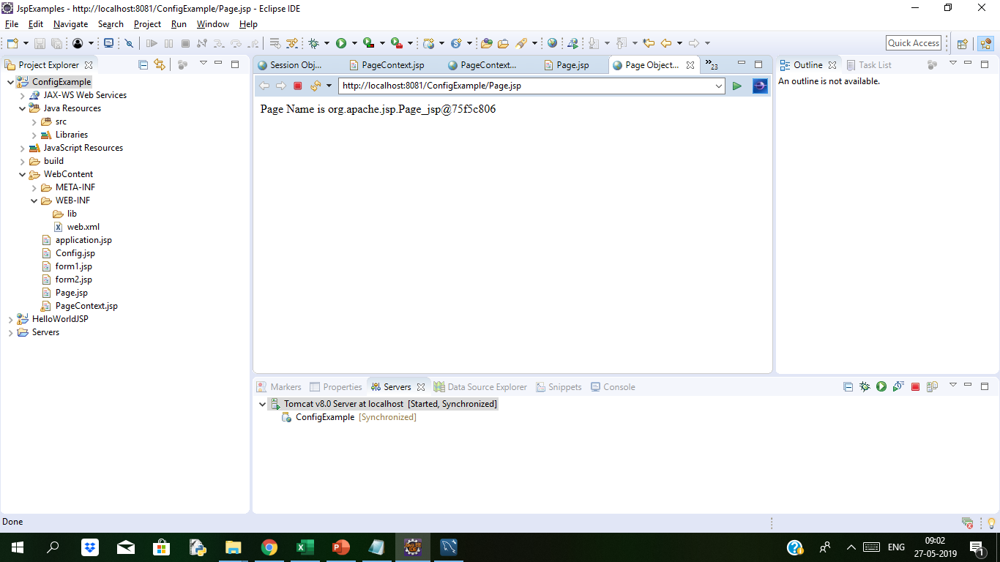 JspExamples - http://localhost:8081/ConfigExample/Page.jsp - Eclipse IDE
File Edit Navigate Search Project Run Window Help
Quick Access
Project Explorer
ConfigExample
JAX-WS Web Services
Java Resources
src
Libraries
JavaScript Resources
build
WebContent
META-INF
WEB-INF
lib
web.xml
application.jsp
Config.jsp
form1.jsp
form2.jsp
Page.jsp
PageContext.jsp
HelloWorldJSP
Servers
Session Obj... PageContext.jsp PageContext... Page.jsp Page Object... »23
http://localhost:8081/ConfigExample/Page.jsp
Page Name is org.apache.jsp.Page_jsp@75f5c806
Outline Task List
An outline is not available.
Markers Properties Servers Data Source Explorer Snippets Console
Tomcat v8.0 Server at localhost [Started, Synchronized]
ConfigExample [Synchronized]
Done
ENG
09:02
27-05-2019
1